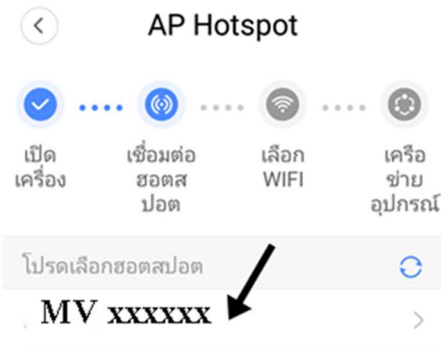 AP Hotspot
เปิด
เครื่อง
เชื่อมต่อ
ฮอตส
ปอต
เลือก
WIFI
เครือ
ข่าย
อุปกรณ์
โปรดเลือกฮอตสปอต
MV xxxxxx